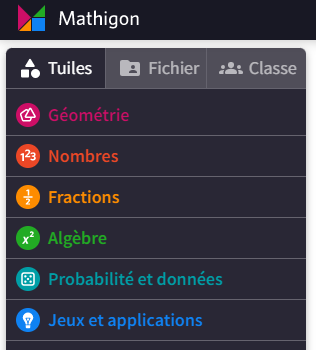 Mathigon
Tuiles Fichier Classe
Géométrie
Nombres
Fractions
Algèbre
Probabilité et données
Jeux et applications